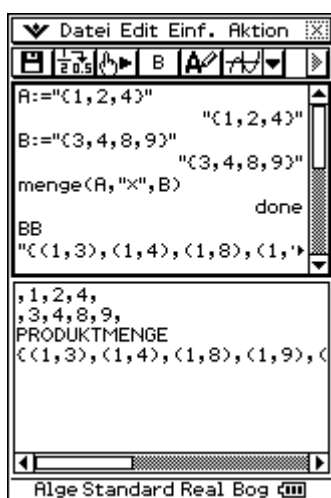 Datei Edit Einf. Aktion
B
A:="{1,2,4}"
"{1,2,4}"
B:="{3,4,8,9}"
"{3,4,8,9}"
menge(A,"×",B)
done
BB
"{(1,3),(1,4),(1,8),(1,'
,1,2,4,
,3,4,8,9,
PRODUKTMENGE
{(1,3),(1,4),(1,8),(1,9),(
Alge Standard Real Bog